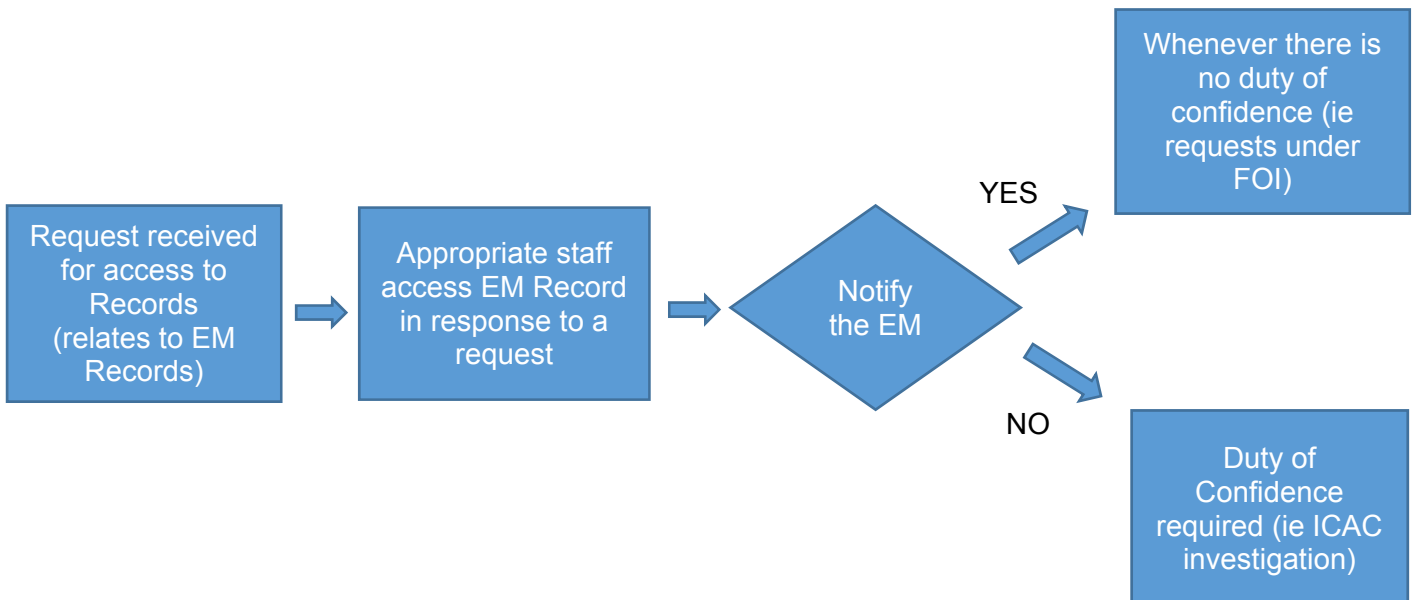 Request received
for access to
Records
(relates to EM
Records)
Appropriate staff
access EM Record
in response to a
request
Notify
the EM
YES
Whenever there is
no duty of
confidence (ie
requests under
FOI)
NO
Duty of
Confidence
required (ie ICAC
investigation)